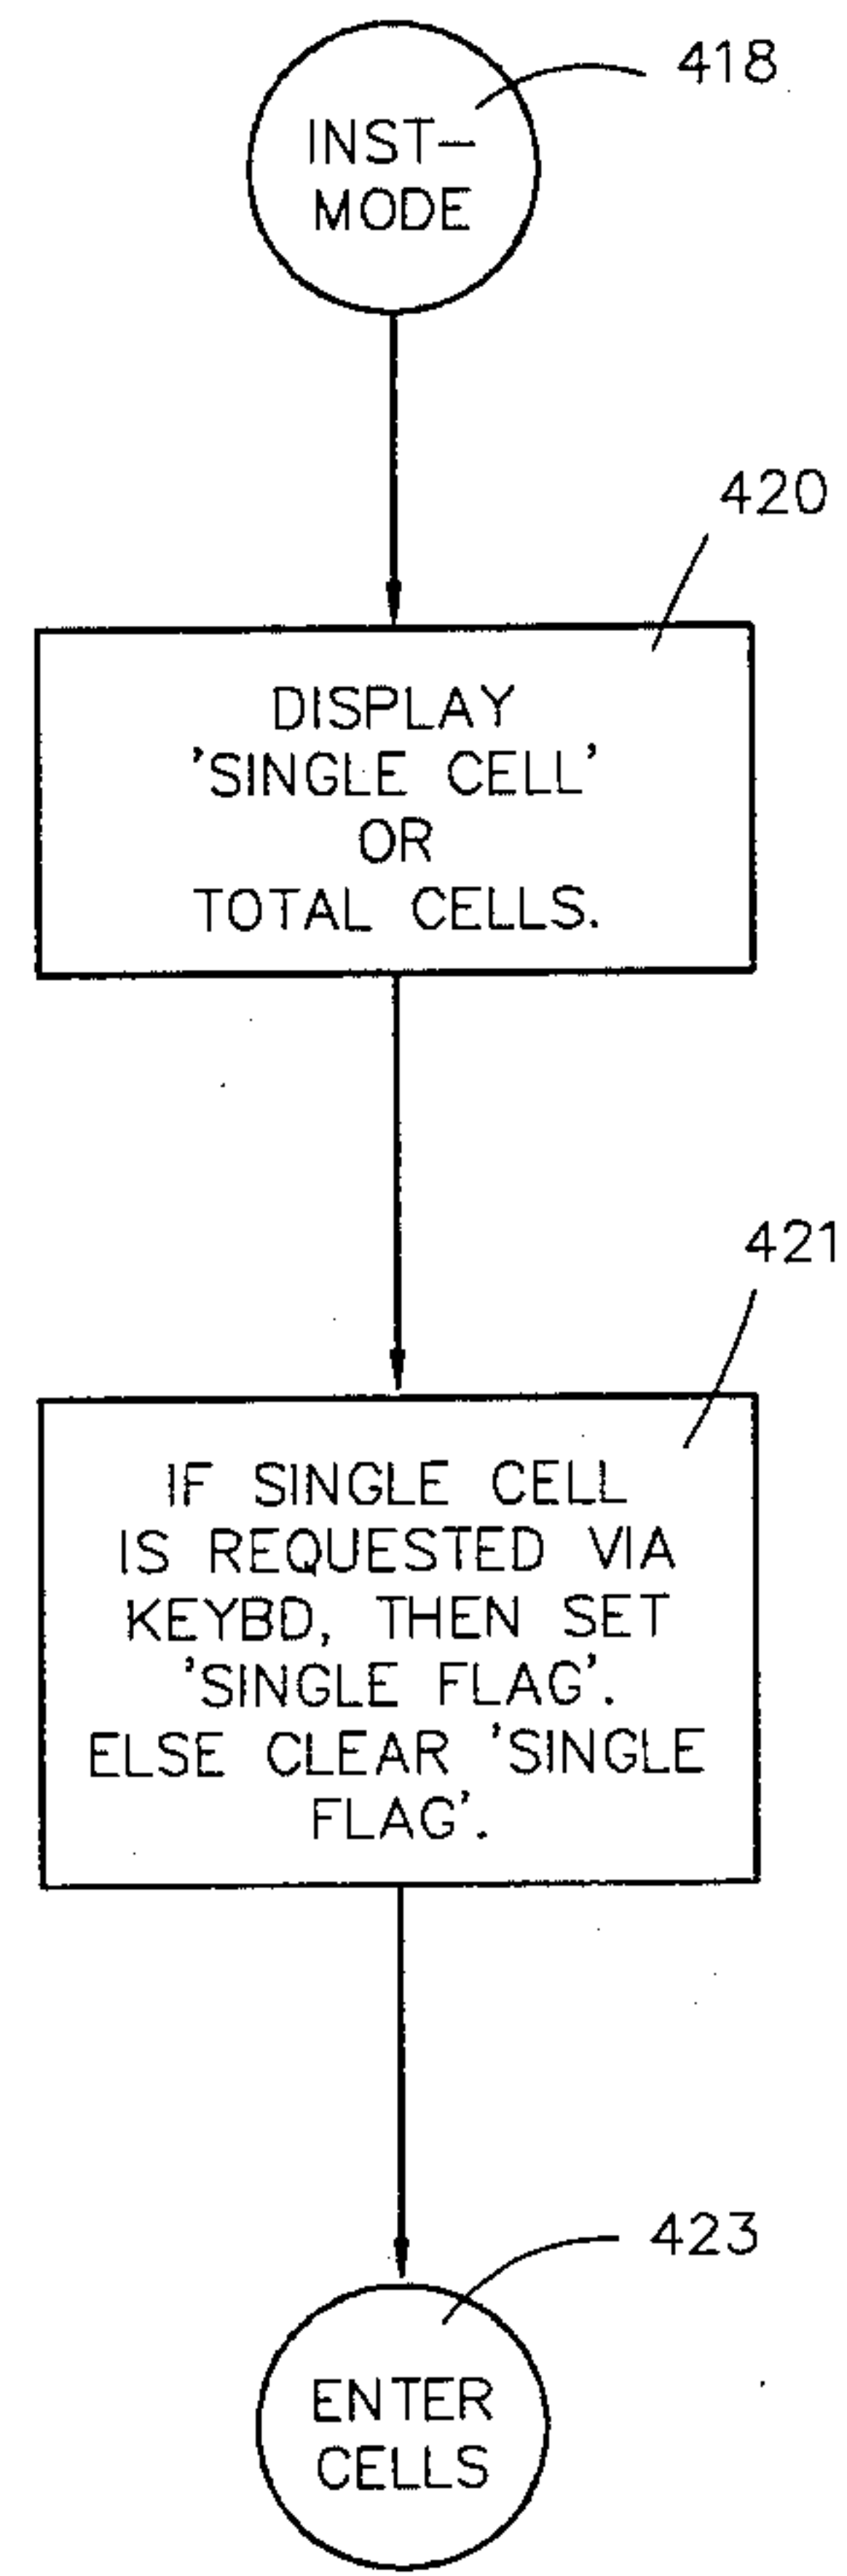 418
INST-
MODE
420
DISPLAY
'SINGLE CELL'
OR
TOTAL CELLS.
421
IF SINGLE CELL
IS REQUESTED VIA
KEYBD, THEN SET
'SINGLE FLAG'.
ELSE CLEAR 'SINGLE
FLAG'.
423
ENTER
CELLS